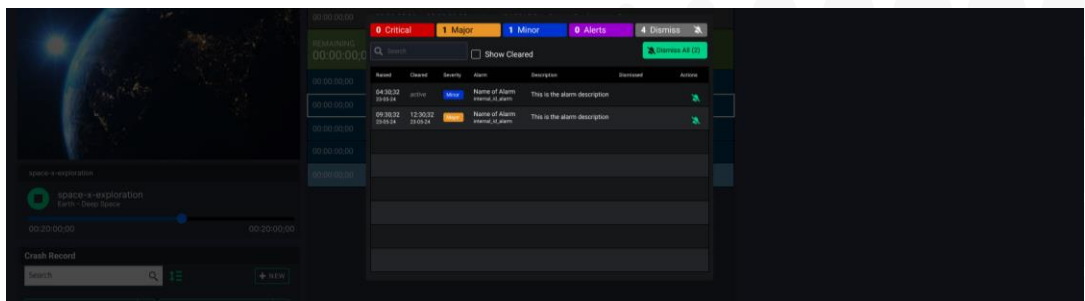 00:00:00;00
REMAINING
00:00:00;0
00:00:00;00
00:00:00;00
00:00:00;00
00:00:00;00
00:00:00;00
space-x-exploration
space-x-exploration
Earth - Deep Space
00:20:00;00 00:20:00;00
Crash Record
Search + NEW
0 Critical 1 Major 1 Minor 0 Alerts 4 Dismiss
Search Show Cleared Dismiss All (2)
Raised Cleared Severity Alarm Description Dismissed Actions
04:30;32 active Minor Name of Alarm This is the alarm description
23-05-24 internal_id_alarm
09:30;32 12:30;32 Major Name of Alarm This is the alarm description
23-05-24 23-05-24 internal_id_alarm